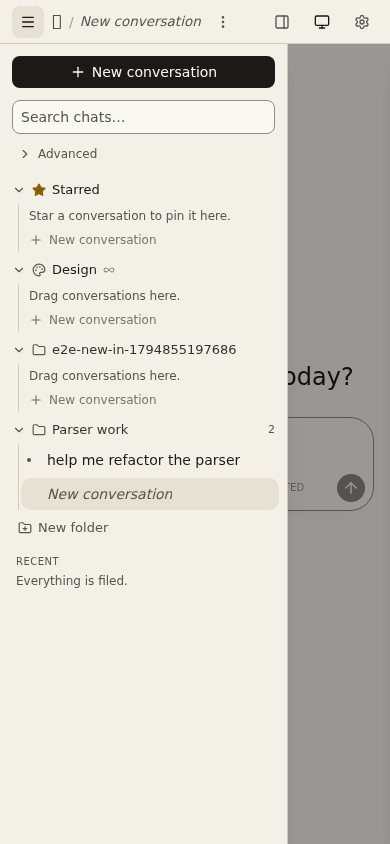 / New conversation
New conversation
Search chats...
Advanced
Starred
Star a conversation to pin it here.
New conversation
Design
Drag conversations here.
New conversation
e2e-new-in-1794855197686
Drag conversations here.
New conversation
Parser work 2
help me refactor the parser
New conversation
New folder
RECENT
Everything is filed.
oday?
TED